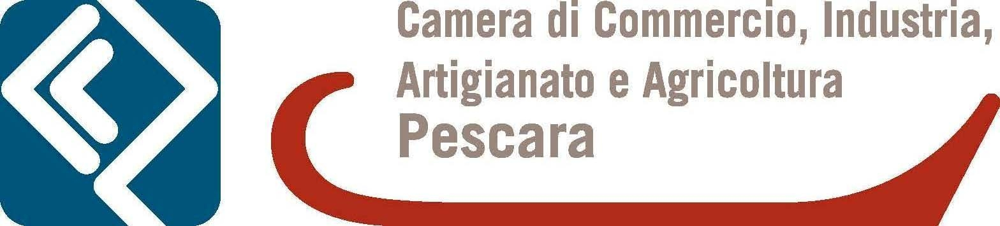 Camera di Commercio, Industria,
Artigianato e Agricoltura
Pescara